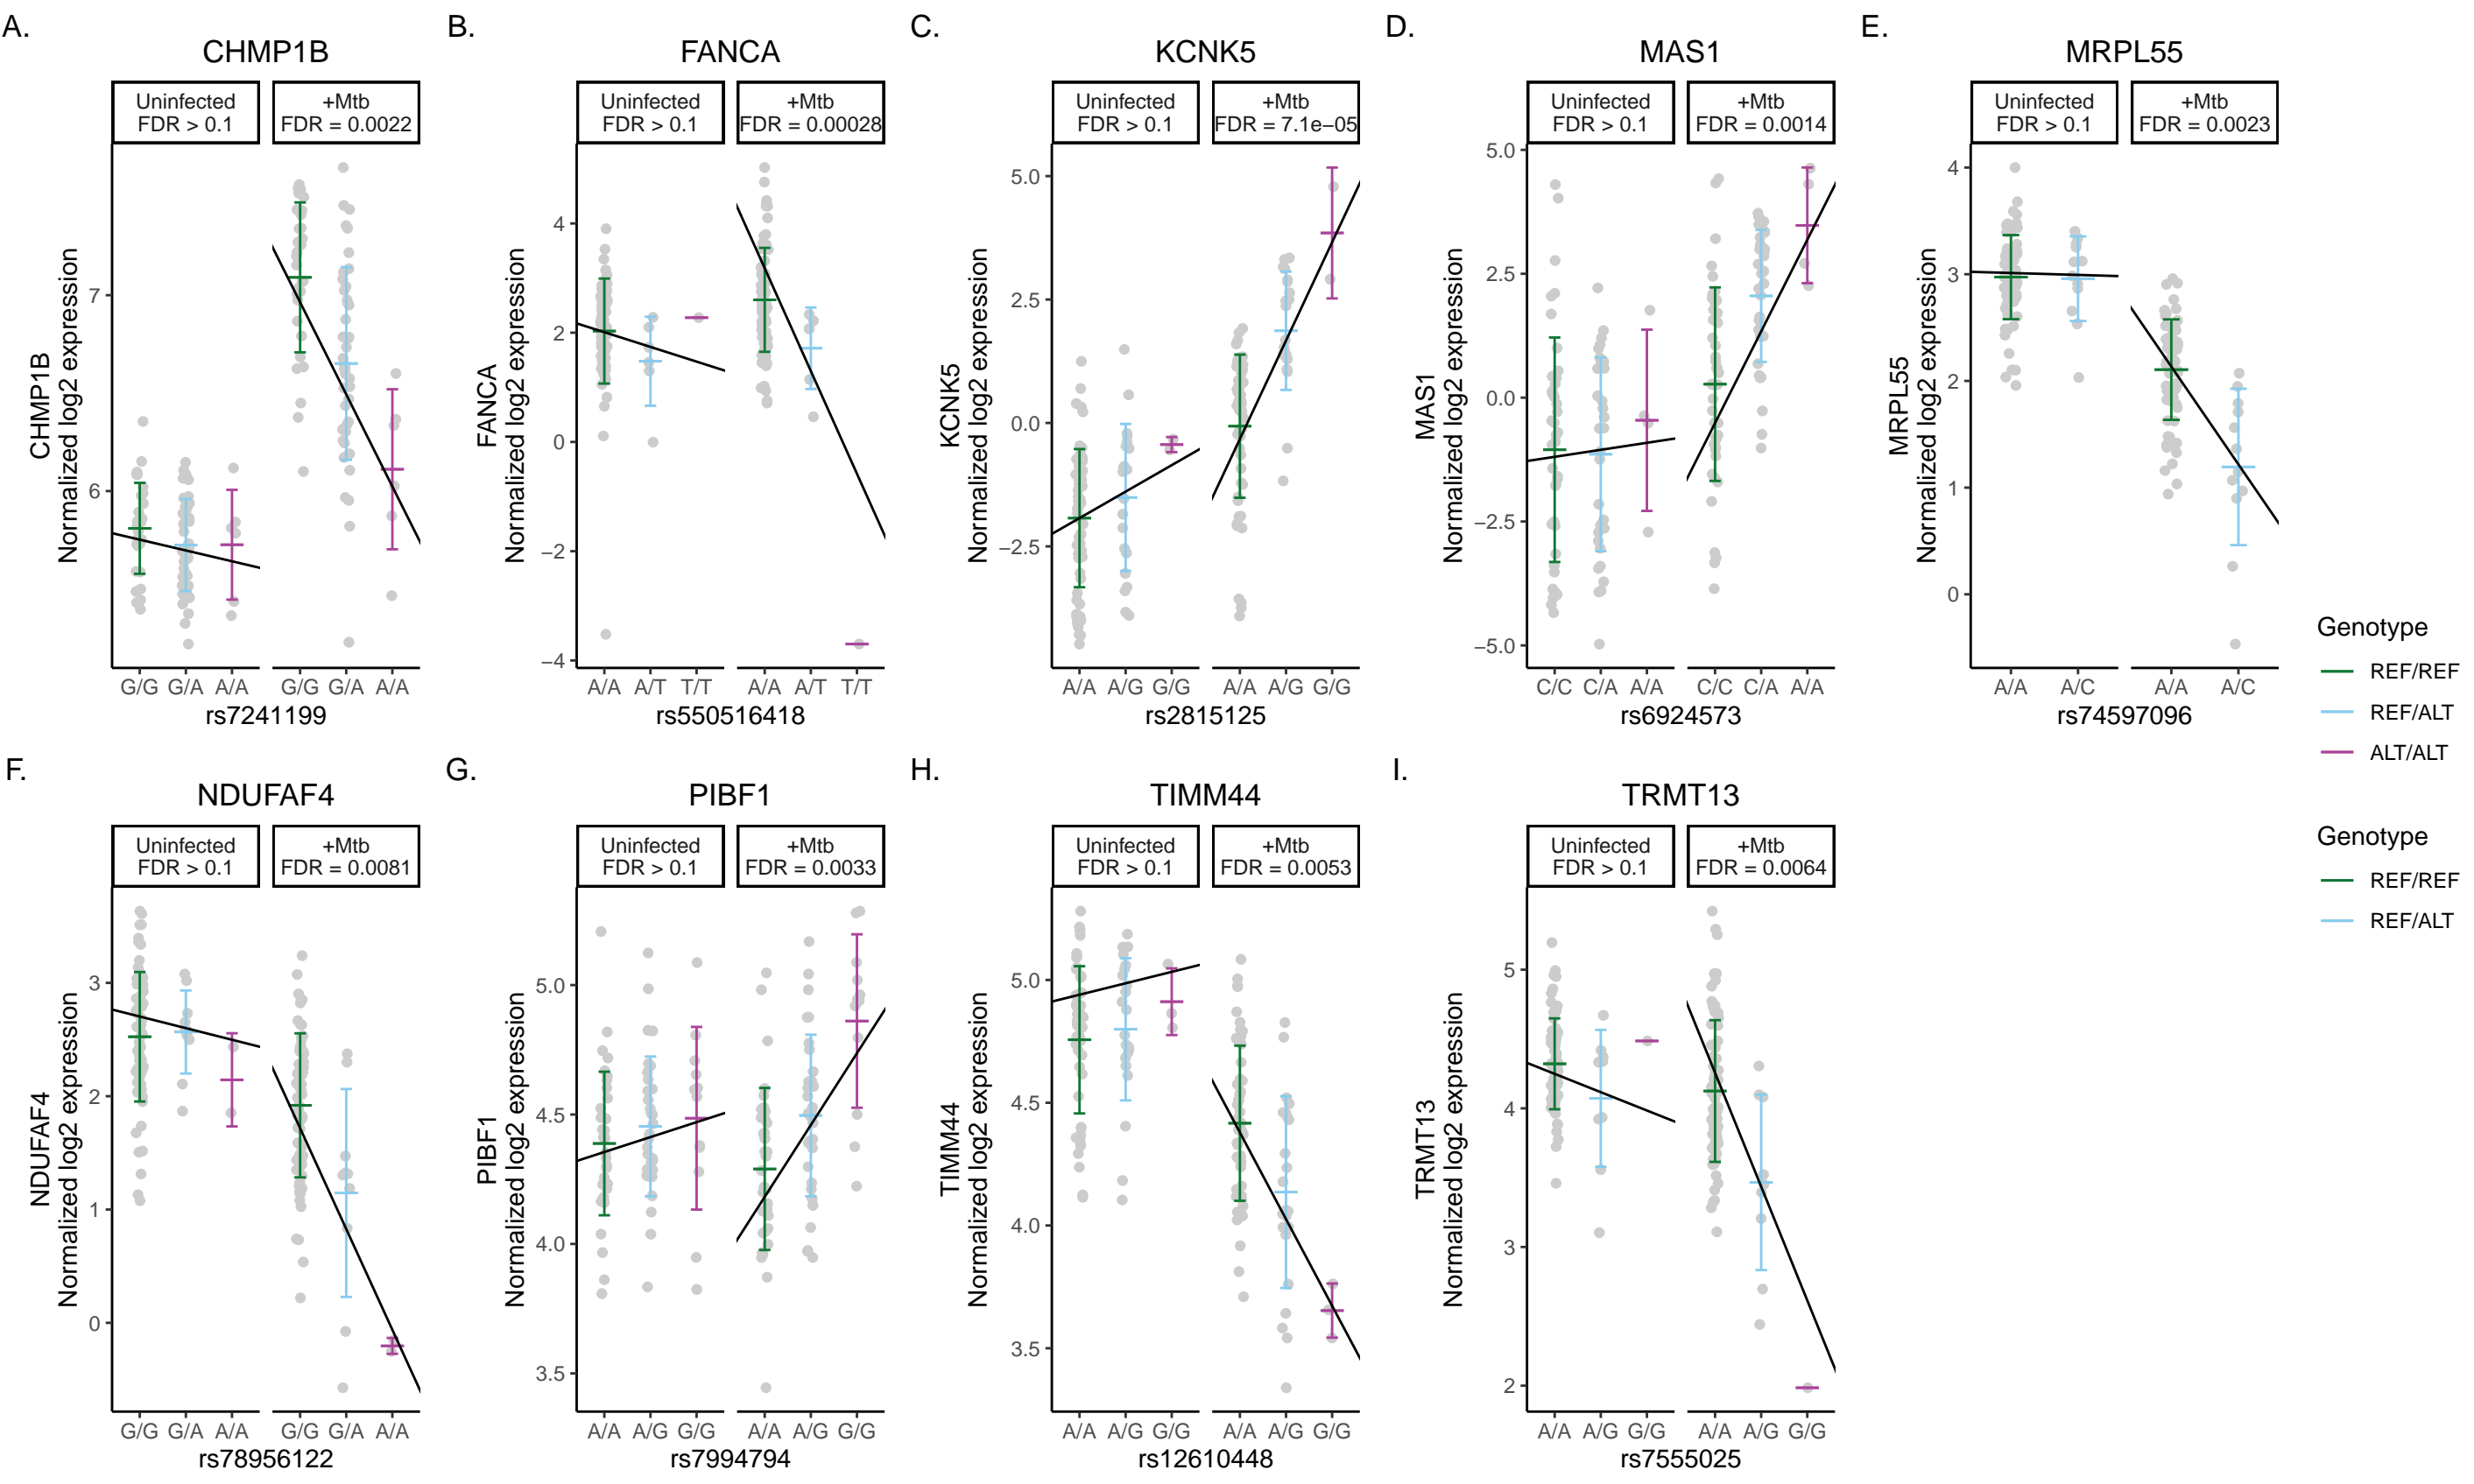 A.
CHMP1B
Uninfected
FDR > 0.1
+Mtb
FDR = 0.0022
CHMP1B
Normalized log2 expression
7
6
G/G G/A A/A
G/G G/A A/A
rs7241199
B.
FANCA
Uninfected
FDR > 0.1
+Mtb
FDR = 0.00028
FANCA
Normalized log2 expression
4
2
0
−2
−4
A/A A/T T/T
A/A A/T T/T
rs550516418
C.
KCNK5
Uninfected
FDR > 0.1
+Mtb
FDR = 7.1e−05
KCNK5
Normalized log2 expression
5.0
2.5
0.0
−2.5
A/A A/G G/G
A/A A/G G/G
rs2815125
D.
MAS1
Uninfected
FDR > 0.1
+Mtb
FDR = 0.0014
MAS1
Normalized log2 expression
5.0
2.5
0.0
−2.5
−5.0
C/C C/A A/A
C/C C/A A/A
rs6924573
E.
MRPL55
Uninfected
FDR > 0.1
+Mtb
FDR = 0.0023
MRPL55
Normalized log2 expression
4
3
2
1
0
A/A A/C
A/A A/C
rs74597096
Genotype
REF/REF
REF/ALT
ALT/ALT
F.
NDUFAF4
Uninfected
FDR > 0.1
+Mtb
FDR = 0.0081
NDUFAF4
Normalized log2 expression
3
2
1
0
G/G G/A A/A
G/G G/A A/A
rs78956122
G.
PIBF1
Uninfected
FDR > 0.1
+Mtb
FDR = 0.0033
PIBF1
Normalized log2 expression
5.0
4.5
4.0
3.5
A/A A/G G/G
A/A A/G G/G
rs7994794
H.
TIMM44
Uninfected
FDR > 0.1
+Mtb
FDR = 0.0053
TIMM44
Normalized log2 expression
5.0
4.5
4.0
3.5
A/A A/G G/G
A/A A/G G/G
rs12610448
I.
TRMT13
Uninfected
FDR > 0.1
+Mtb
FDR = 0.0064
TRMT13
Normalized log2 expression
5
4
3
2
A/A A/G G/G
A/A A/G G/G
rs7555025
Genotype
REF/REF
REF/ALT